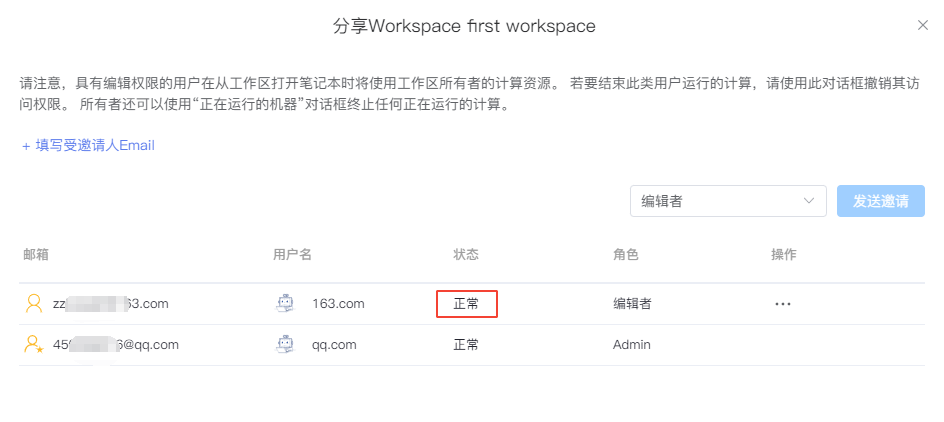 分享Workspace first workspace
请注意，具有编辑权限的用户在从工作区打开笔记本时将使用工作区所有者的计算资源。 若要结束此类用户运行的计算，请使用此对话框撤销其访
问权限。 所有者还可以使用“正在运行的机器”对话框终止任何正在运行的计算。
+ 填写受邀请人Email
编辑者 发送邀请
邮箱 用户名 状态 角色 操作
zz 63.com 163.com 正常 编辑者 ···
45 6@qq.com qq.com 正常 Admin